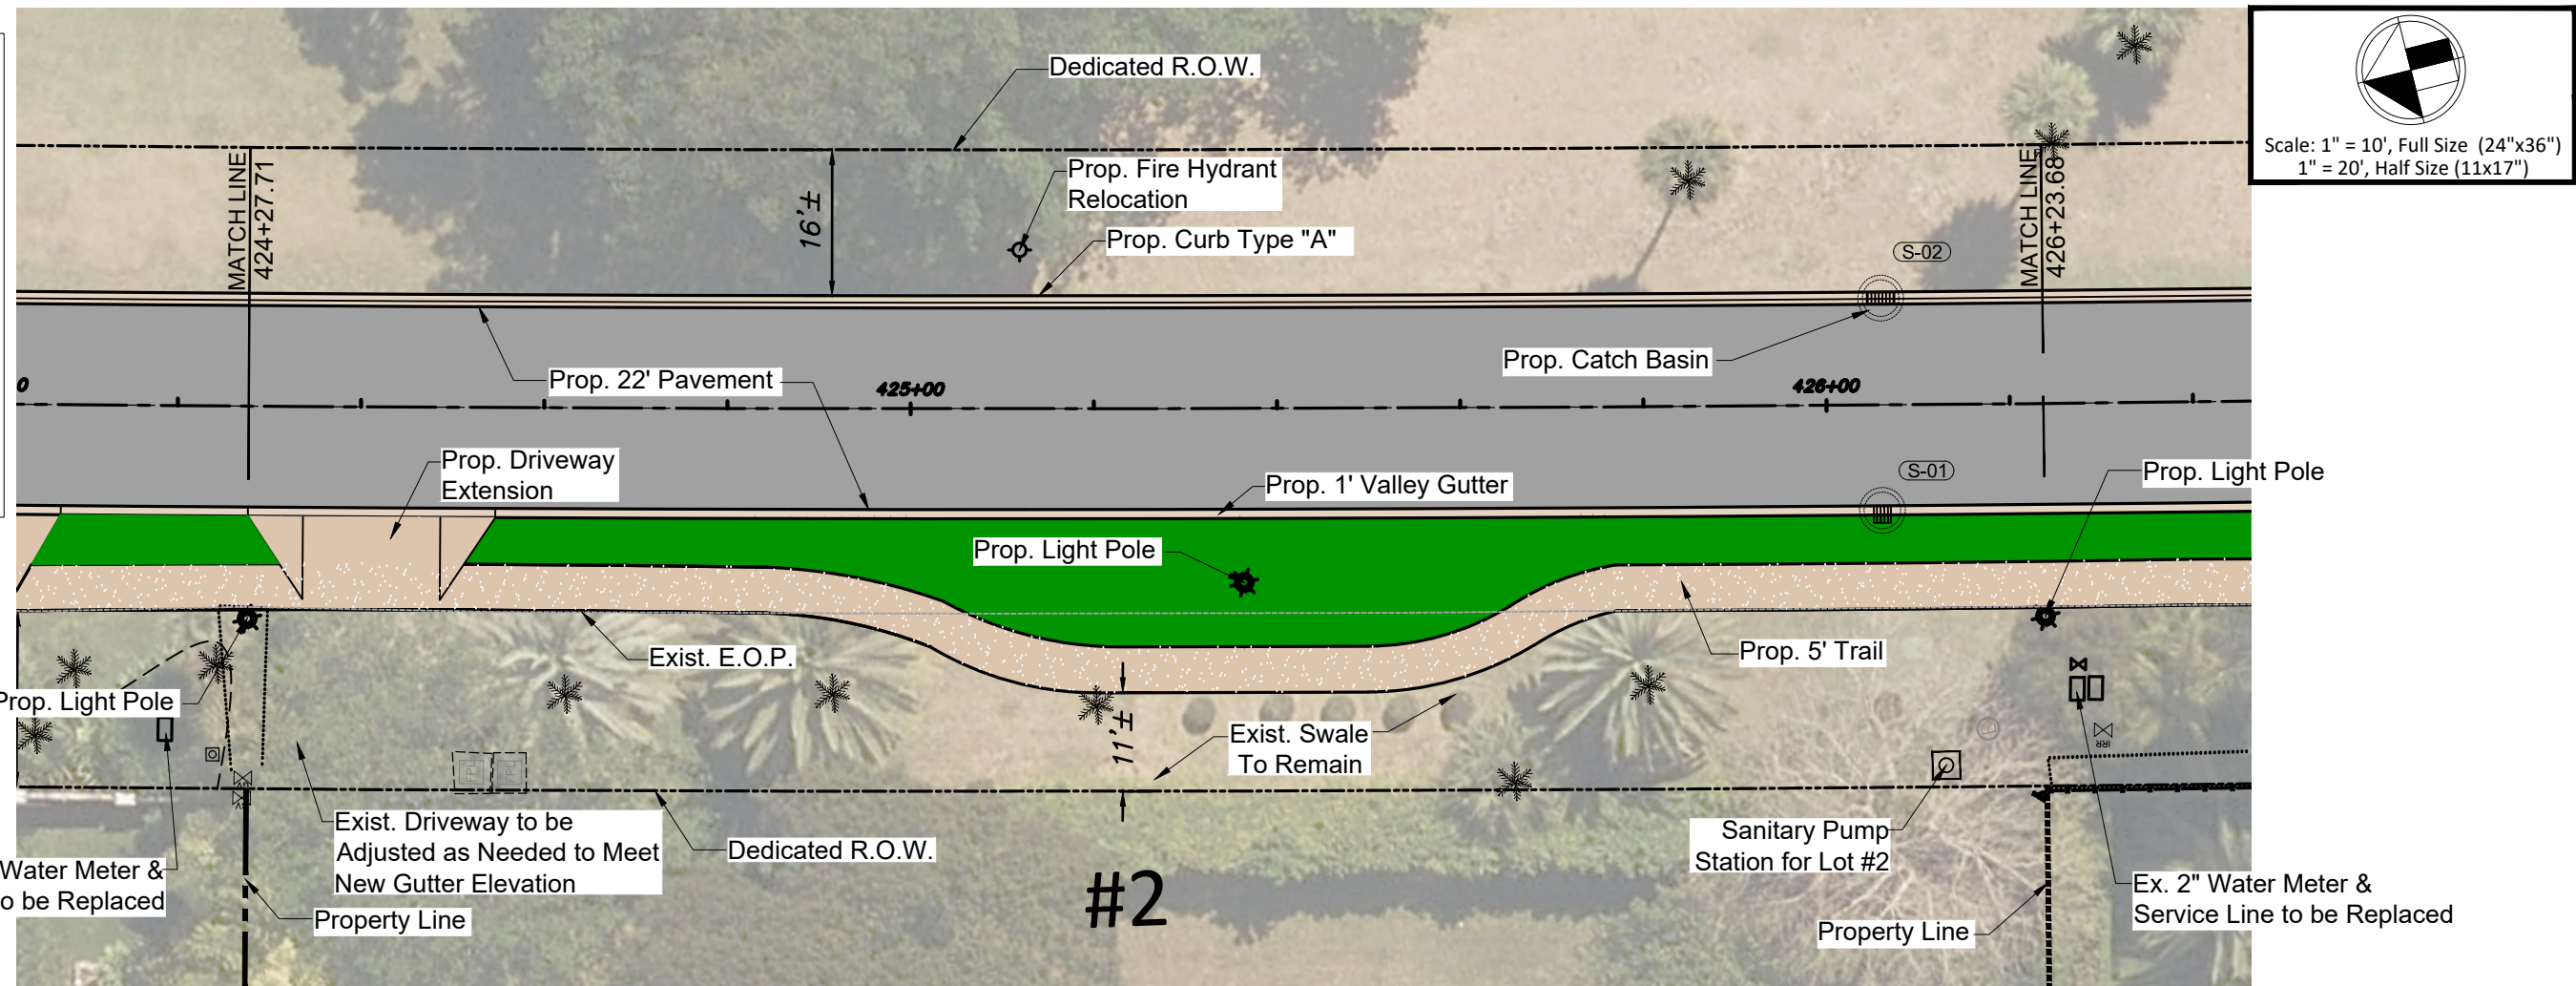 Dedicated R.O.W.
Scale: 1" = 10', Full Size (24"x36")
1" = 20', Half Size (11x17")
MATCH LINE
424+27.71
16'±
Prop. Fire Hydrant
Relocation
Prop. Curb Type "A"
S-02
MATCH LINE
426+23.68
Prop. Catch Basin
0
Prop. 22' Pavement
425+00
426+00
Prop. Driveway
Extension
Prop. 1' Valley Gutter
S-01
Prop. Light Pole
Prop. Light Pole
Exist. E.O.P.
Prop. 5' Trail
Prop. Light Pole
11'±
Exist. Swale
To Remain
IRR
FPL
FPL
Exist. Driveway to be
Adjusted as Needed to Meet
New Gutter Elevation
Dedicated R.O.W.
Sanitary Pump
Station for Lot #2
Water Meter &
o be Replaced
Property Line
#2
Property Line
Ex. 2" Water Meter &
Service Line to be Replaced